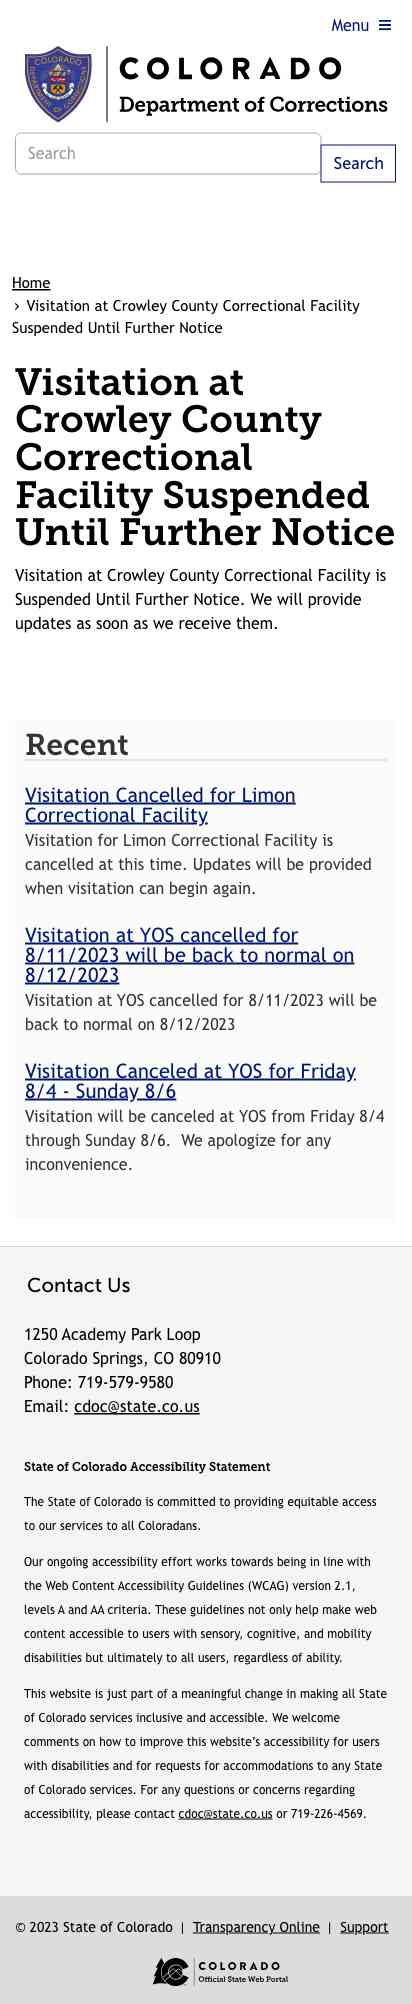 Menu
COLORADO
COLORADO
Department of Corrections
Search
Search
Home
› Visitation at Crowley County Correctional Facility
Suspended Until Further Notice
Visitation at
Crowley County
Correctional
Facility Suspended
Until Further Notice
Visitation at Crowley County Correctional Facility is
Suspended Until Further Notice. We will provide
updates as soon as we receive them.
Recent
Visitation Cancelled for Limon
Correctional Facility
Visitation for Limon Correctional Facility is
cancelled at this time. Updates will be provided
when visitation can begin again.
Visitation at YOS cancelled for
8/11/2023 will be back to normal on
8/12/2023
Visitation at YOS cancelled for 8/11/2023 will be
back to normal on 8/12/2023
Visitation Canceled at YOS for Friday
8/4 - Sunday 8/6
Visitation will be canceled at YOS from Friday 8/4
through Sunday 8/6.  We apologize for any
inconvenience.
Contact Us
1250 Academy Park Loop
Colorado Springs, CO 80910
Phone: 719-579-9580
Email: cdoc@state.co.us
State of Colorado Accessibility Statement
The State of Colorado is committed to providing equitable access
to our services to all Coloradans.
Our ongoing accessibility effort works towards being in line with
the Web Content Accessibility Guidelines (WCAG) version 2.1,
levels A and AA criteria. These guidelines not only help make web
content accessible to users with sensory, cognitive, and mobility
disabilities but ultimately to all users, regardless of ability.
This website is just part of a meaningful change in making all State
of Colorado services inclusive and accessible. We welcome
comments on how to improve this website’s accessibility for users
with disabilities and for requests for accommodations to any State
of Colorado services. For any questions or concerns regarding
accessibility, please contact cdoc@state.co.us or 719-226-4569.
© 2023 State of Colorado | Transparency Online | Support
COLORADO
Official State Web Portal